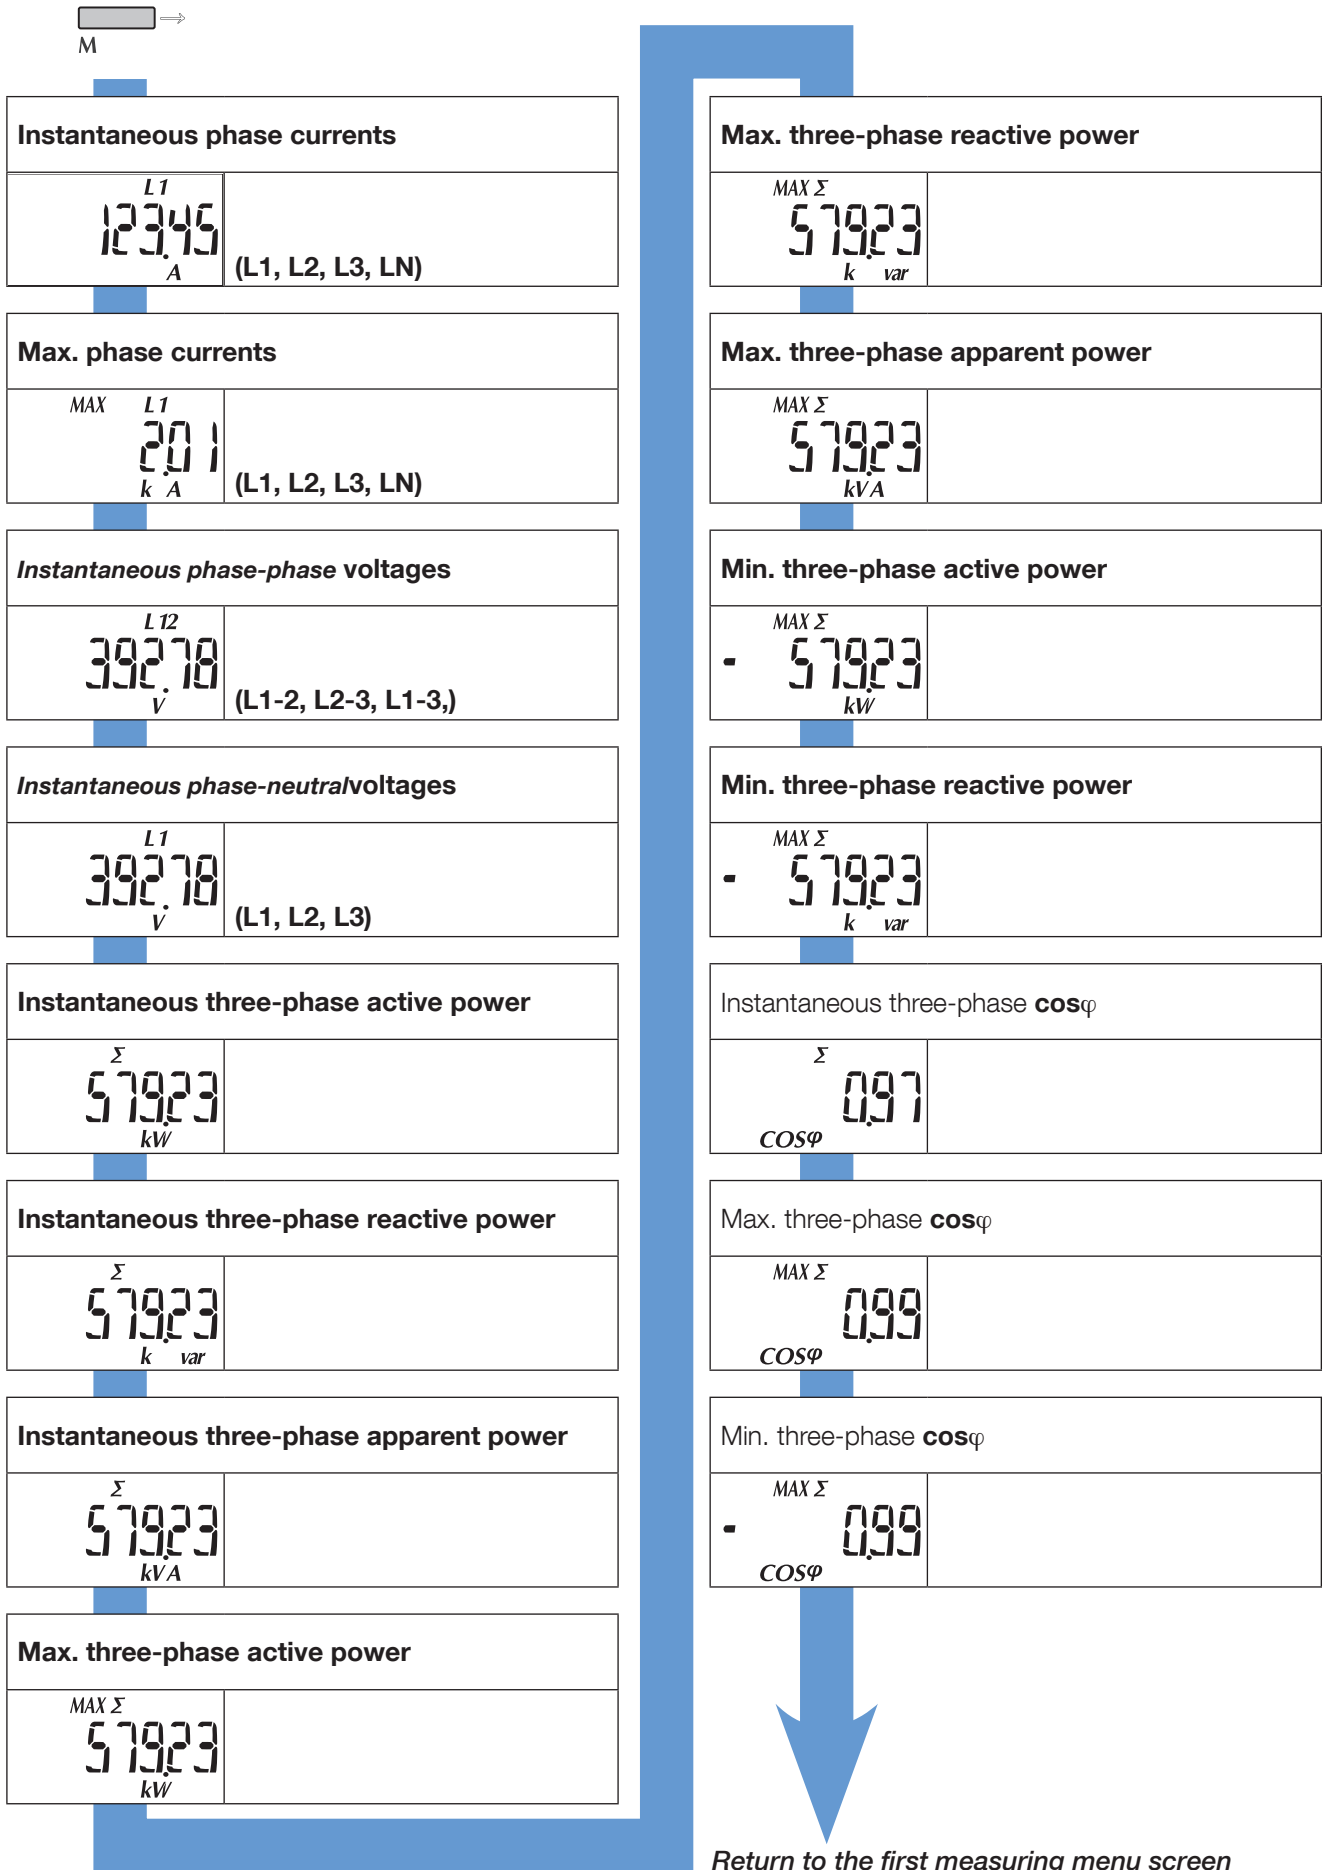 M
Instantaneous phase currents
L1
123.45
A
(L1, L2, L3, LN)
Max. phase currents
MAX L1
2.01
k A
(L1, L2, L3, LN)
Instantaneous phase-phase voltages
L12
392.78
V
(L1-2, L2-3, L1-3,)
Instantaneous phase-neutralvoltages
L1
392.78
V
(L1, L2, L3)
Instantaneous three-phase active power
Σ
579.23
kW
Instantaneous three-phase reactive power
Σ
579.23
k var
Instantaneous three-phase apparent power
Σ
579.23
kVA
Max. three-phase active power
MAX Σ
579.23
kW
Max. three-phase reactive power
MAX Σ
579.23
k var
Max. three-phase apparent power
MAX Σ
579.23
kVA
Min. three-phase active power
MAX Σ
- 579.23
kW
Min. three-phase reactive power
MAX Σ
- 579.23
k var
Instantaneous three-phase cosφ
Σ
0.97
COSφ
Max. three-phase cosφ
MAX Σ
0.99
COSφ
Min. three-phase cosφ
MAX Σ
- 0.99
COSφ
Return to the first measuring menu screen